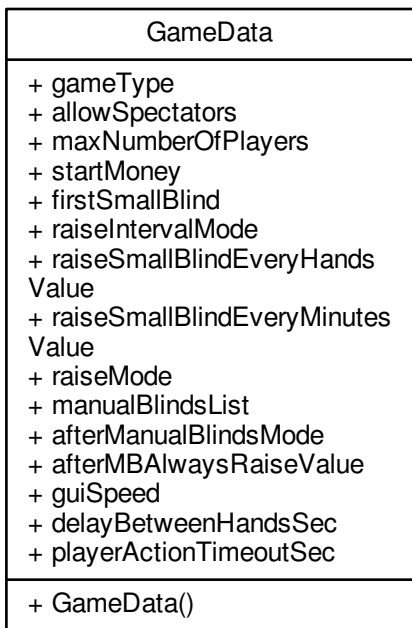 GameData
+ gameType
+ allowSpectators
+ maxNumberOfPlayers
+ startMoney
+ firstSmallBlind
+ raiseIntervalMode
+ raiseSmallBlindEveryHands
Value
+ raiseSmallBlindEveryMinutes
Value
+ raiseMode
+ manualBlindsList
+ afterManualBlindsMode
+ afterMBAlwaysRaiseValue
+ guiSpeed
+ delayBetweenHandsSec
+ playerActionTimeoutSec
+ GameData()